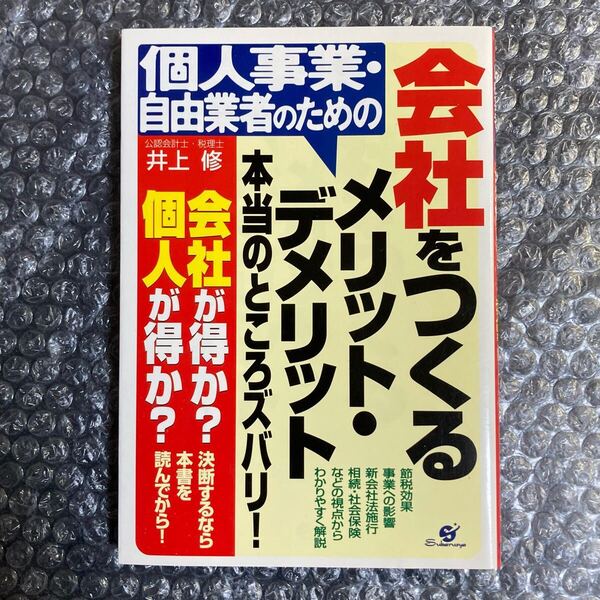 個人事業・
自由業者のための
会社をつくる
メリット・
デメリット
本当のところズバリ！
公認会計士・税理士
井上 修
会社が得か？
個人が得か？
決断するなら
本書を
読んでから！
節税効果
事業への影響
新会社法施行
相続・社会保険
などの視点から
わかりやすく解説
Subarusya